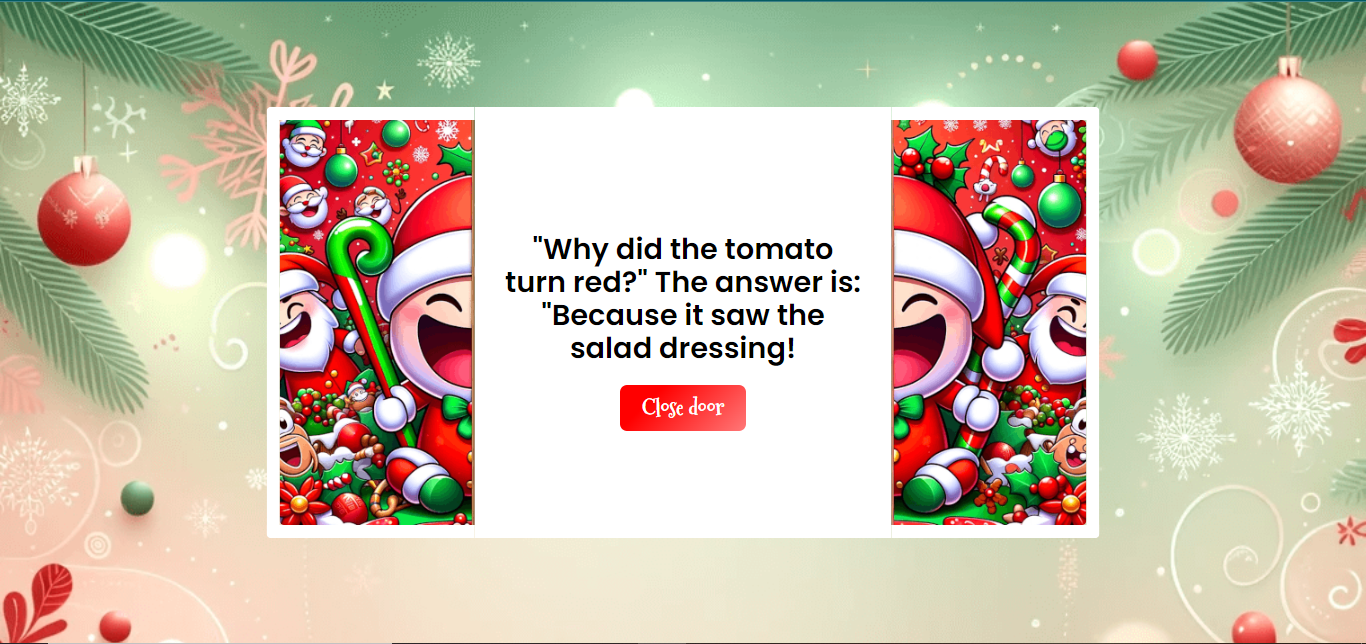 "Why did the tomato
turn red?" The answer is:
"Because it saw the
salad dressing!
Close door